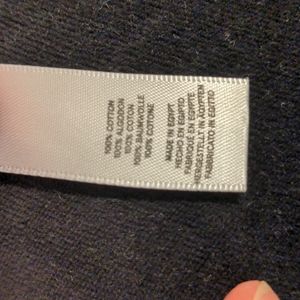 100% COTTON
100% ALGODON
100% COTON
100% BAUMWOLLE
100% COTONE
MADE IN EGYPT
HECHO EN EGIPTO
FABRIQUÉ EN EGYPTE
HERGESTELLT IN ÄGYPTEN
FABBRICATO IN EGITTO